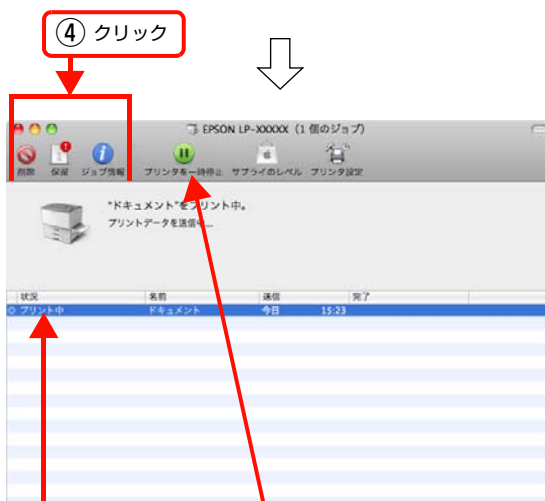 ④ クリック
EPSON LP-XXXXX（1 個のジョブ）
削除 保留 ジョブ情報 プリンタを一時停止 サプライのレベル プリンタ設定
"ドキュメント"をプリント中。
プリントデータを送信中...
状況 名前 送信 完了
プリント中 ドキュメント 今日 15:23